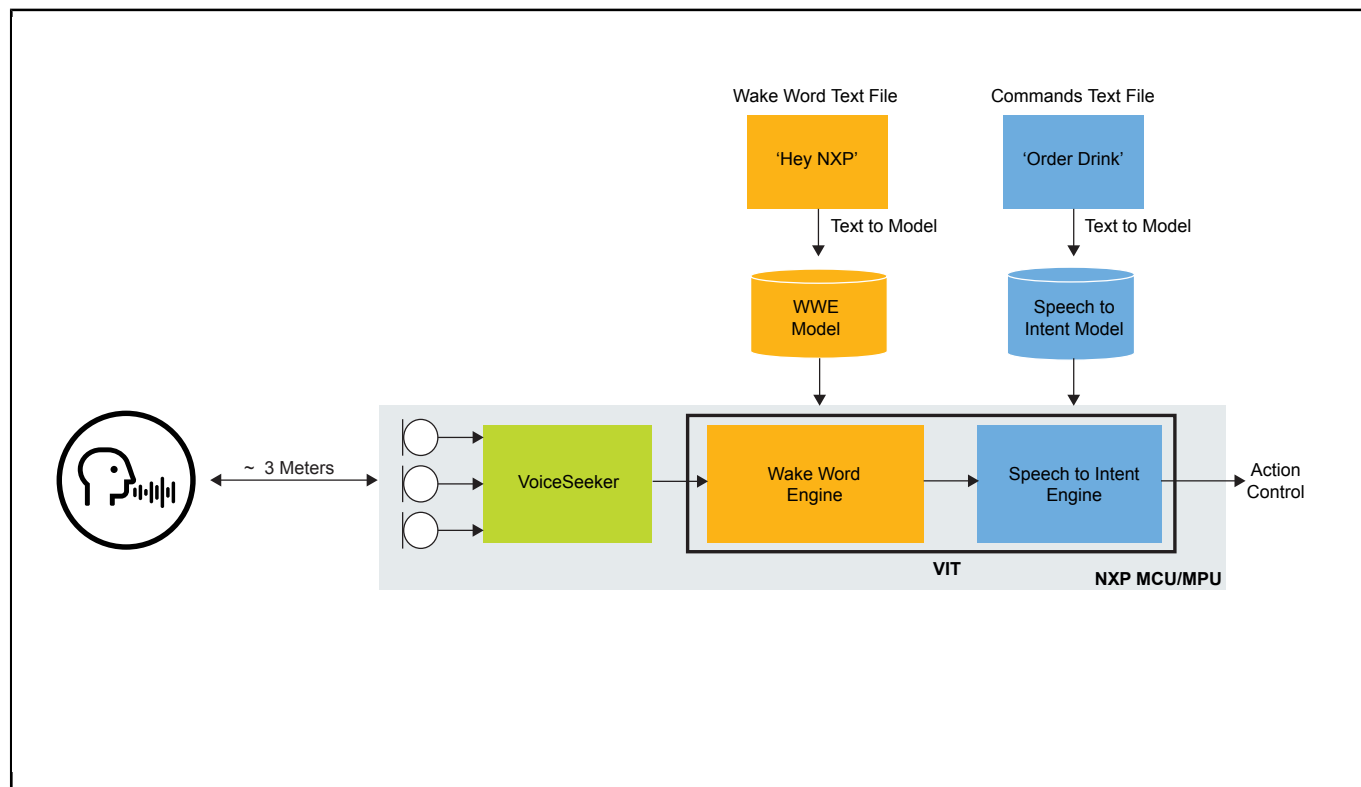 Wake Word Text File
Commands Text File
‘Hey NXP’
‘Order Drink’
Text to Model
Text to Model
WWE
Model
Speech to
Intent Model
~ 3 Meters
VoiceSeeker
Wake Word
Engine
Speech to Intent
Engine
Action
Control
VIT
NXP MCU/MPU